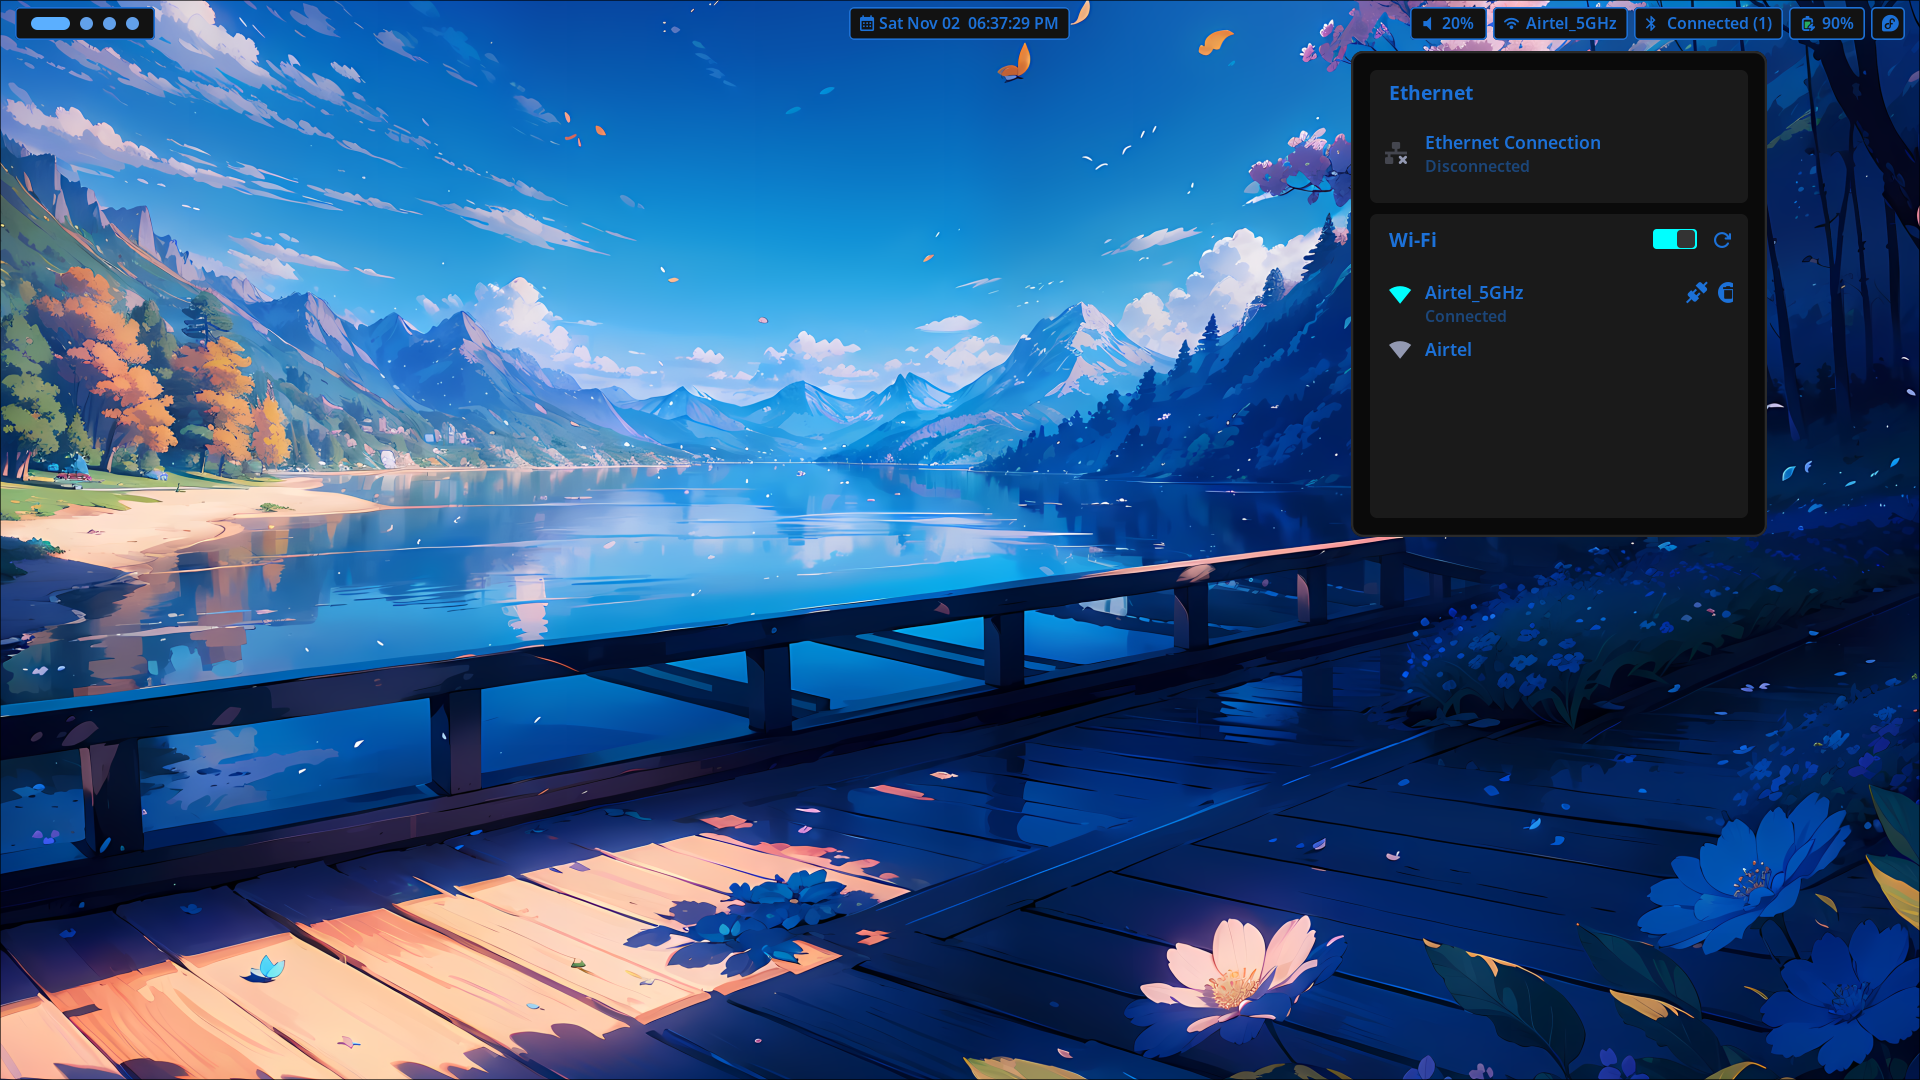 Sat Nov 02  06:37:29 PM
20%
Airtel_5GHz
Connected (1)
90%
Ethernet
Ethernet Connection
Disconnected
Wi-Fi
Airtel_5GHz
Connected
Airtel